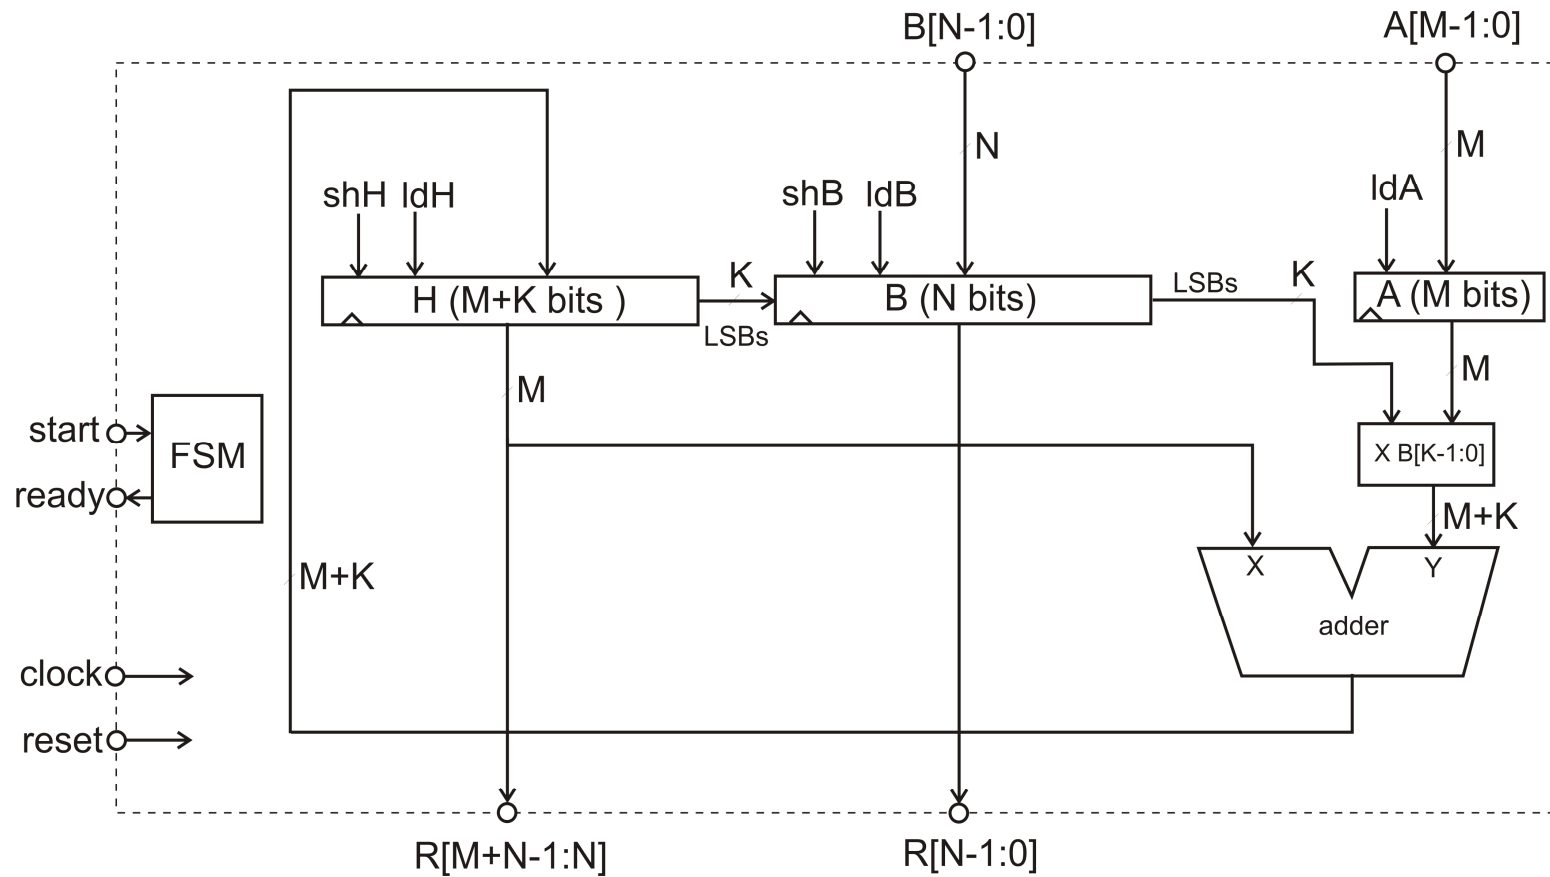 B[N-1:0]
A[M-1:0]
N
M
shH
ldH
shB
ldB
ldA
H (M+K bits )
K
LSBs
B (N bits)
LSBs
K
A (M bits)
M
M
start
FSM
ready
X B[K-1:0]
M+K
M+K
X
Y
adder
clock
reset
R[M+N-1:N]
R[N-1:0]